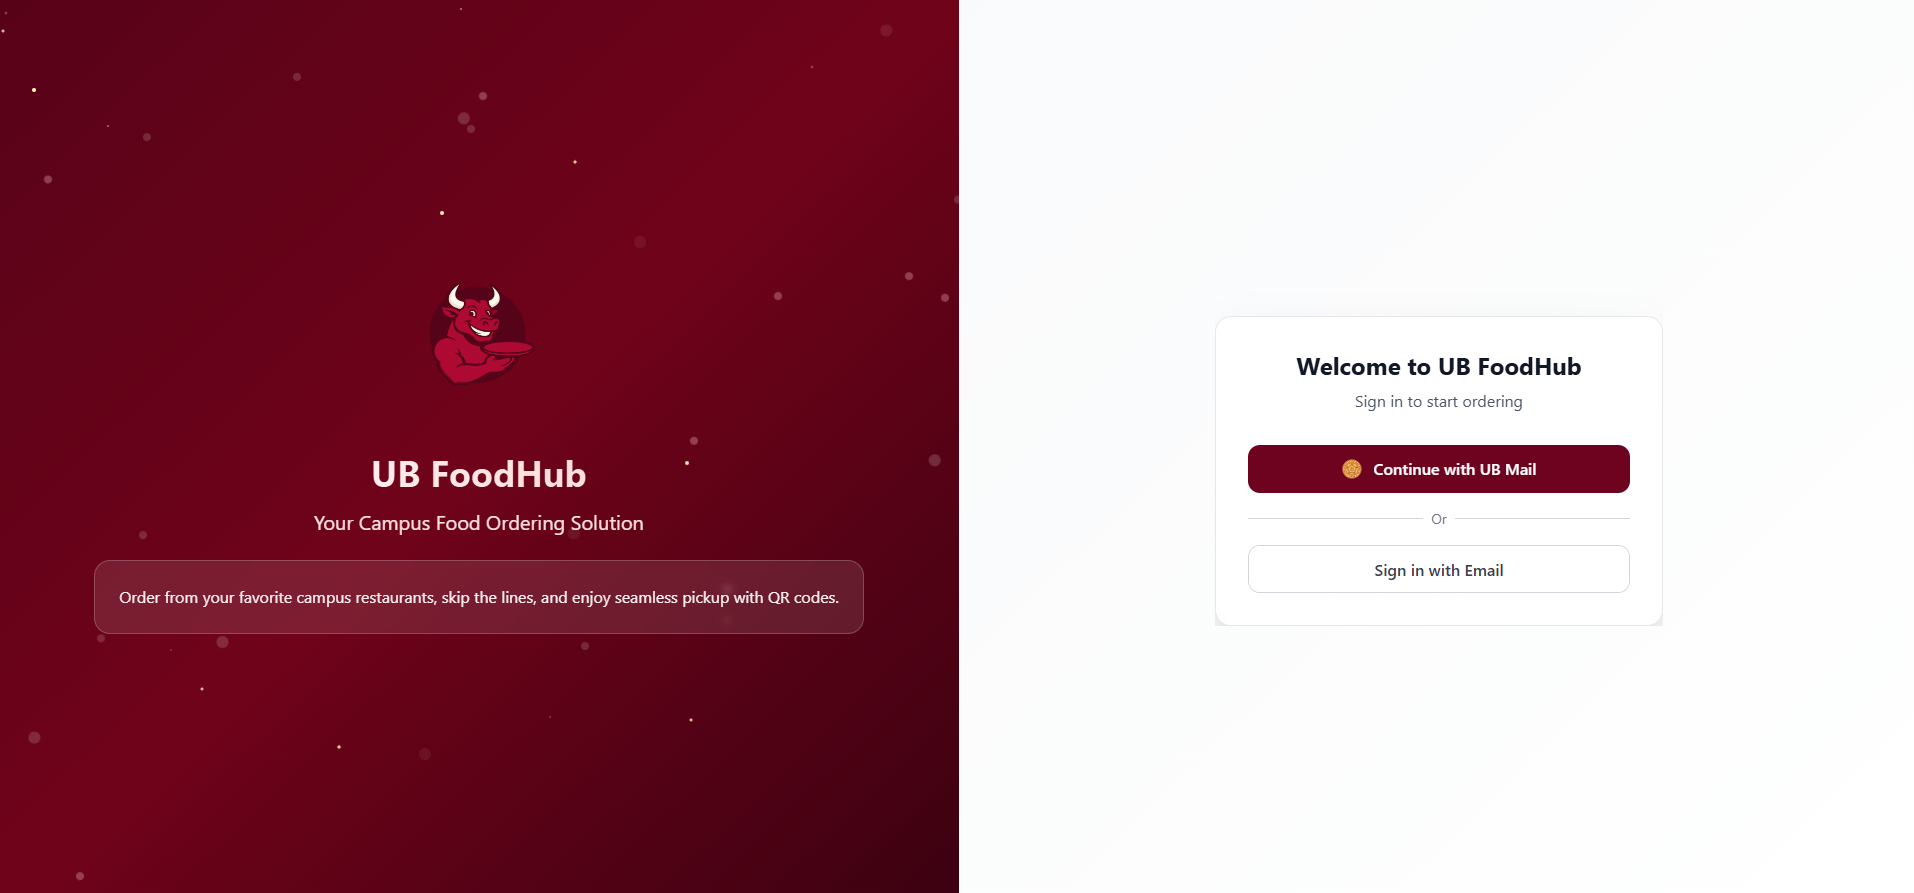 UB FoodHub
Your Campus Food Ordering Solution
Order from your favorite campus restaurants, skip the lines, and enjoy seamless pickup with QR codes.
Welcome to UB FoodHub
Sign in to start ordering
Continue with UB Mail
Or
Sign in with Email